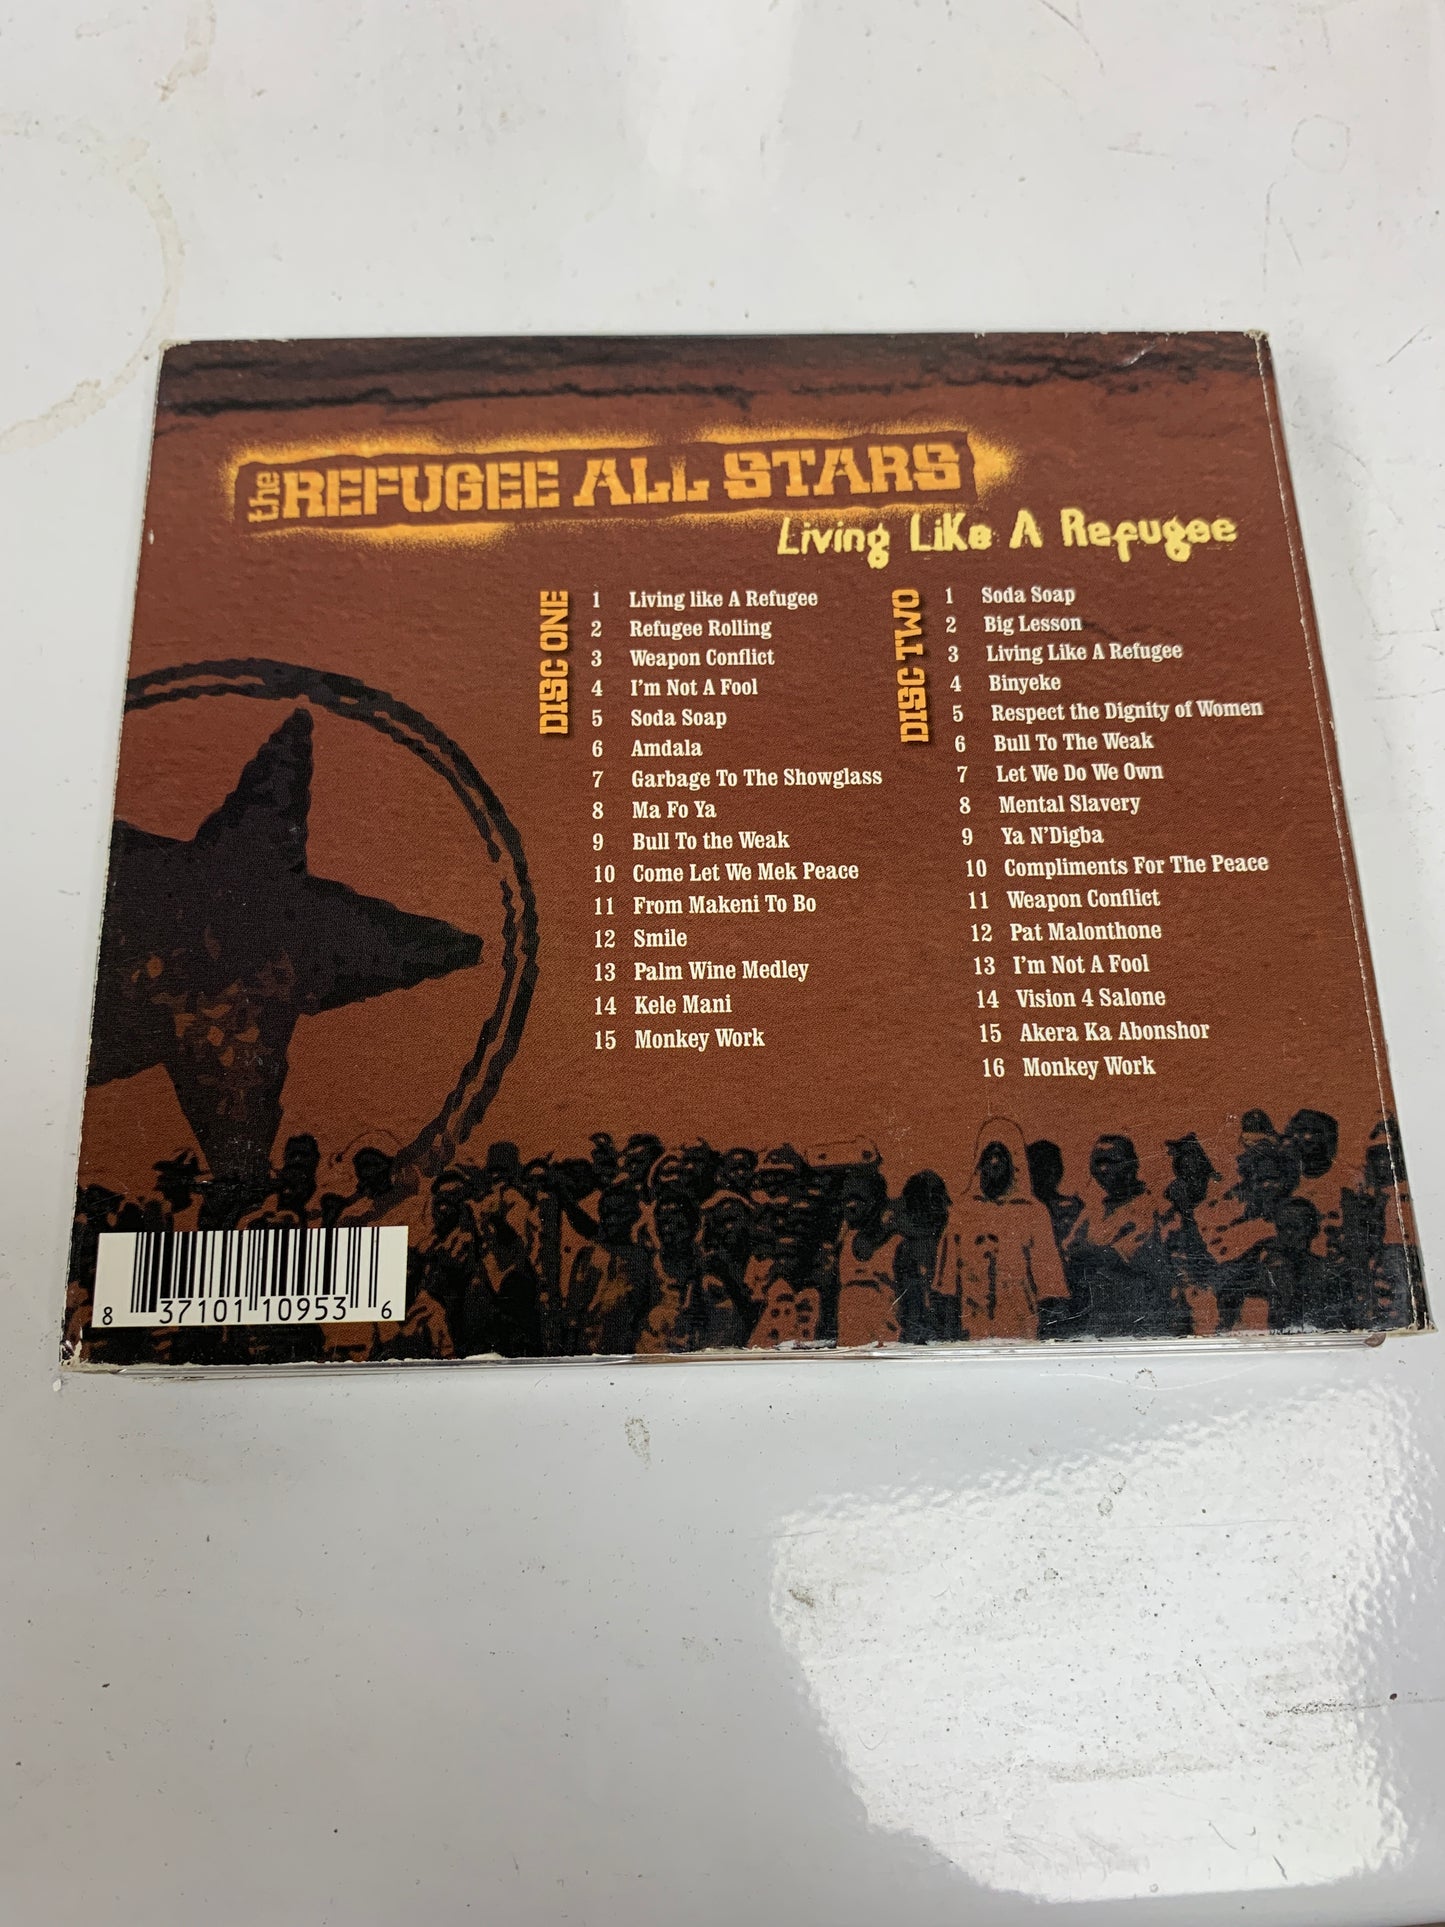 the REFUGEE ALL STARS
Living Like A Refugee
DISC ONE
1 Living like A Refugee
2 Refugee Rolling
3 Weapon Conflict
4 I'm Not A Fool
5 Soda Soap
6 Amdala
7 Garbage To The Showglass
8 Ma Fo Ya
9 Bull To the Weak
10 Come Let We Mek Peace
11 From Makeni To Bo
12 Smile
13 Palm Wine Medley
14 Kele Mani
15 Monkey Work
DISC TWO
1 Soda Soap
2 Big Lesson
3 Living Like A Refugee
4 Binyeke
5 Respect the Dignity of Women
6 Bull To The Weak
7 Let We Do We Own
8 Mental Slavery
9 Ya N'Digba
10 Compliments For The Peace
11 Weapon Conflict
12 Pat Malonthone
13 I'm Not A Fool
14 Vision 4 Salone
15 Akera Ka Abonshor
16 Monkey Work
8 37101 10953 6